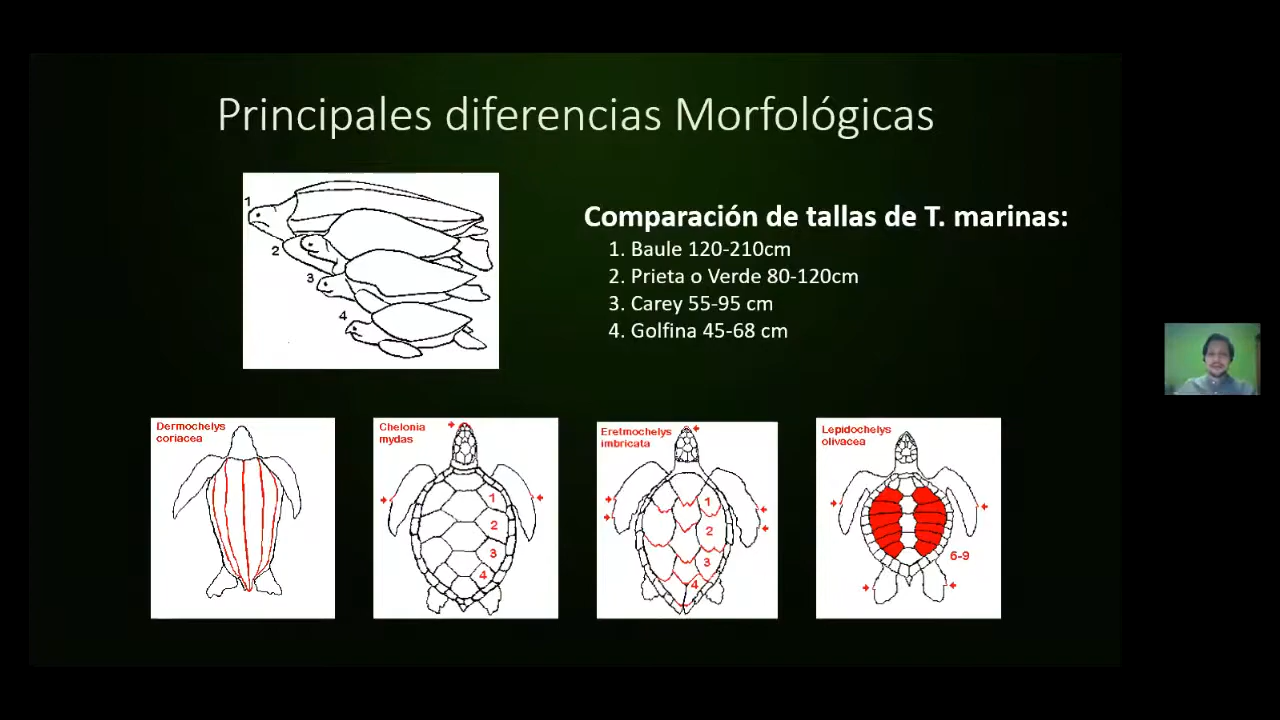 Principales diferencias Morfológicas
1
2
3
4
Comparación de tallas de T. marinas:
1. Baule 120-210cm
2. Prieta o Verde 80-120cm
3. Carey 55-95 cm
4. Golfina 45-68 cm
Dermochelys
coriacea
Chelonia
mydas
1
2
3
4
Eretmochelys
imbricata
1
2
3
4
Lepidochelys
olivacea
6-9